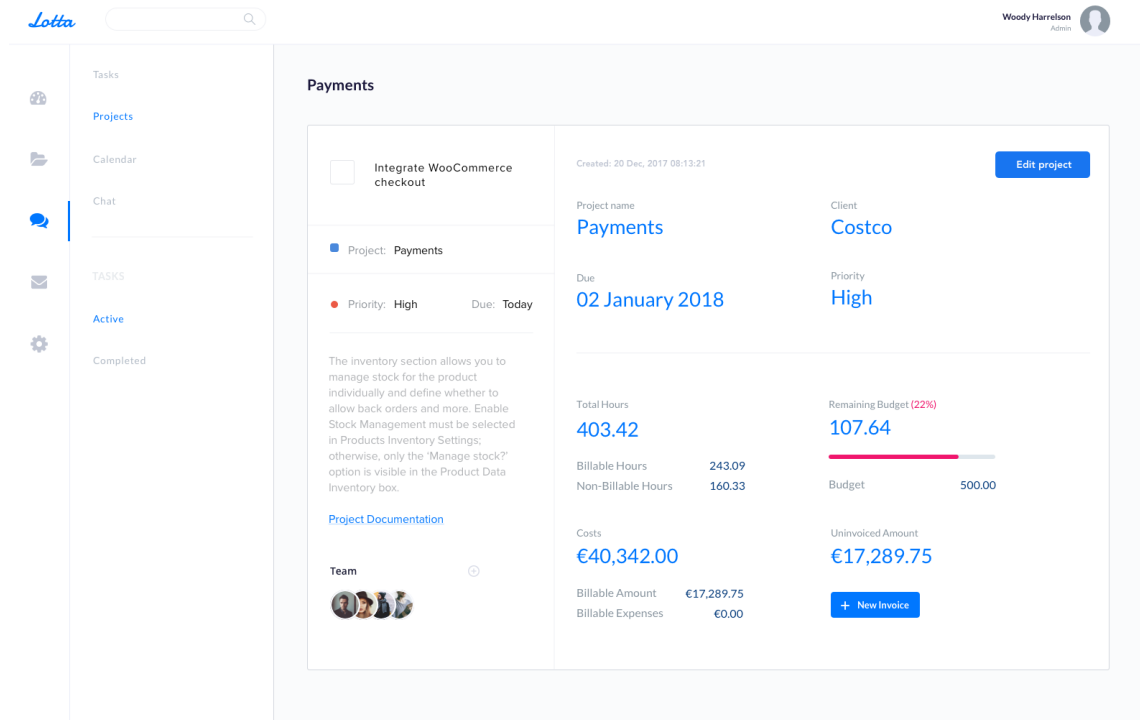 Lotta
Woody Harrelson
Admin
Tasks
Projects
Calendar
Chat
TASKS
Active
Completed
Payments
Integrate WooCommerce
checkout
Project: Payments
Priority: High Due: Today
The inventory section allows you to
manage stock for the product
individually and define whether to
allow back orders and more. Enable
Stock Management must be selected
in Products Inventory Settings;
otherwise, only the ‘Manage stock?’
option is visible in the Product Data
Inventory box.
Project Documentation
Team
Created: 20 Dec, 2017 08:13:21
Edit project
Project name
Payments
Client
Costco
Due
02 January 2018
Priority
High
Total Hours
403.42
Billable Hours 243.09
Non-Billable Hours 160.33
Remaining Budget (22%)
107.64
Budget 500.00
Costs
€40,342.00
Billable Amount €17,289.75
Billable Expenses €0.00
Uninvoiced Amount
€17,289.75
+ New Invoice